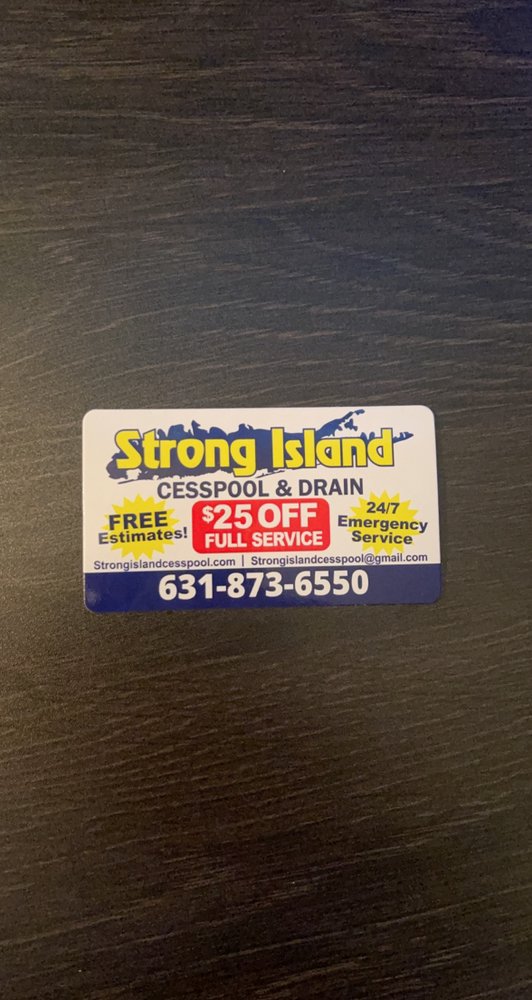 Strong Island
CESSPOOL & DRAIN
FREE
Estimates!
$25 OFF
FULL SERVICE
24/7
Emergency
Service
Strongislandcesspool.com | Strongislandcesspool@gmail.com
631-873-6550